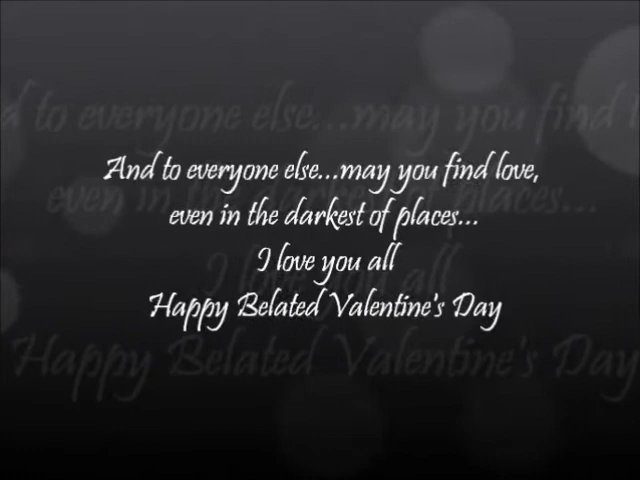 And to everyone else...may you find love,
even in the darkest of places...
I love you all
Happy Belated Valentine's Day